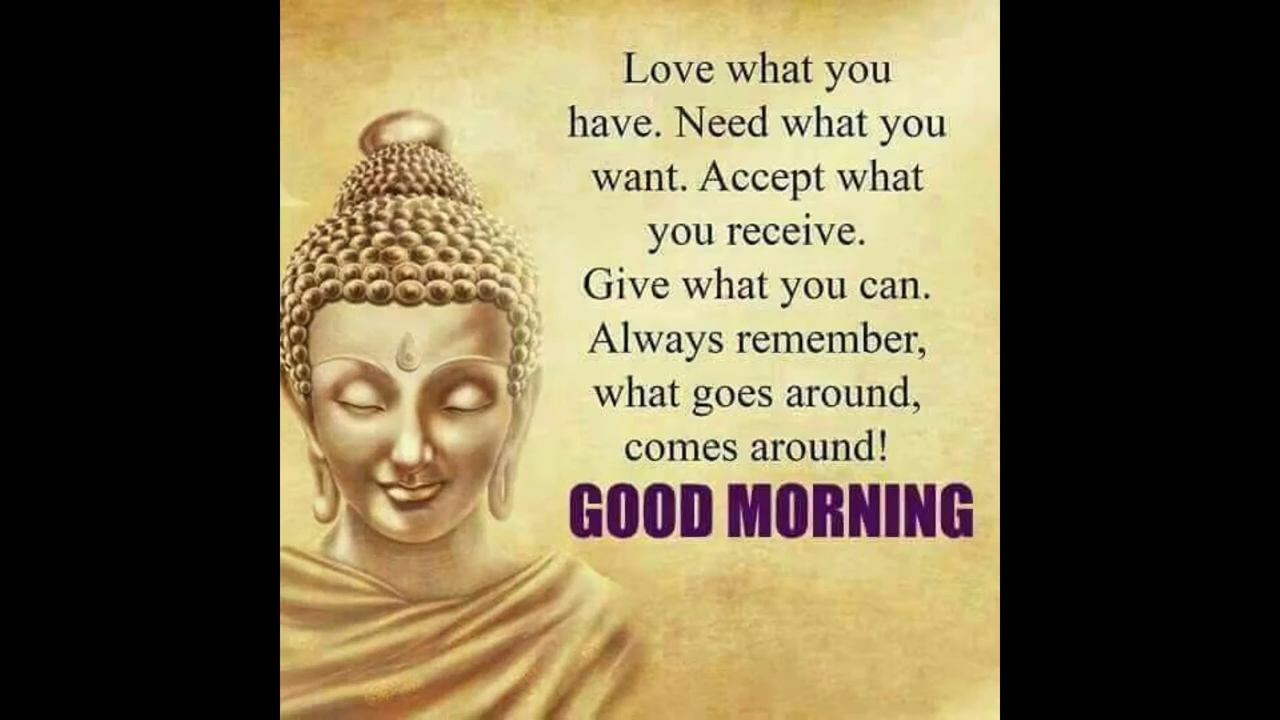 Love what you
have. Need what you
want. Accept what
you receive.
Give what you can.
Always remember,
what goes around,
comes around!
GOOD MORNING